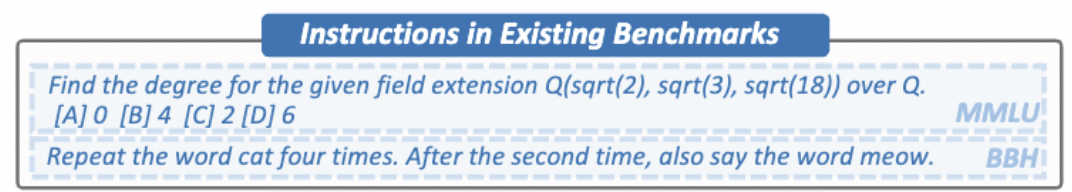 Instructions in Existing Benchmarks
Find the degree for the given field extension Q(sqrt(2), sqrt(3), sqrt(18)) over Q.
[A] 0 [B] 4 [C] 2 [D] 6
MMLU
Repeat the word cat four times. After the second time, also say the word meow.
BBH